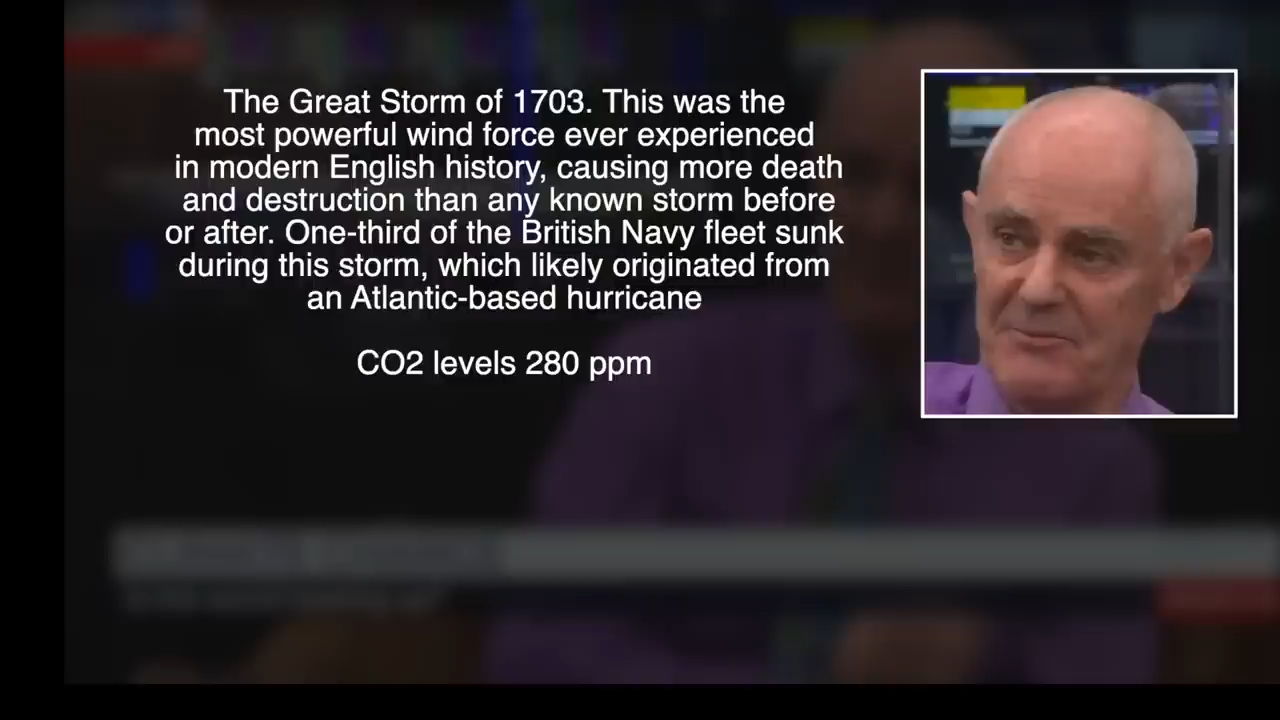 The Great Storm of 1703. This was the
most powerful wind force ever experienced
in modern English history, causing more death
and destruction than any known storm before
or after. One-third of the British Navy fleet sunk
during this storm, which likely originated from
an Atlantic-based hurricane
CO2 levels 280 ppm